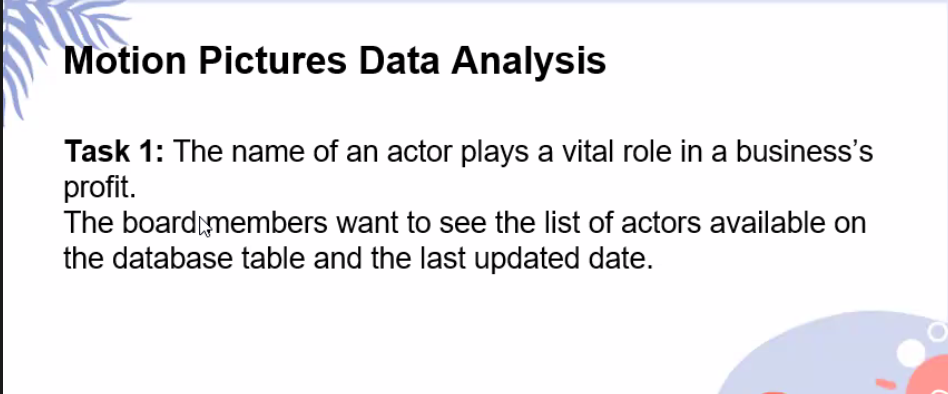 Motion Pictures Data Analysis
Task 1: The name of an actor plays a vital role in a business’s
profit.
The board members want to see the list of actors available on
the database table and the last updated date.